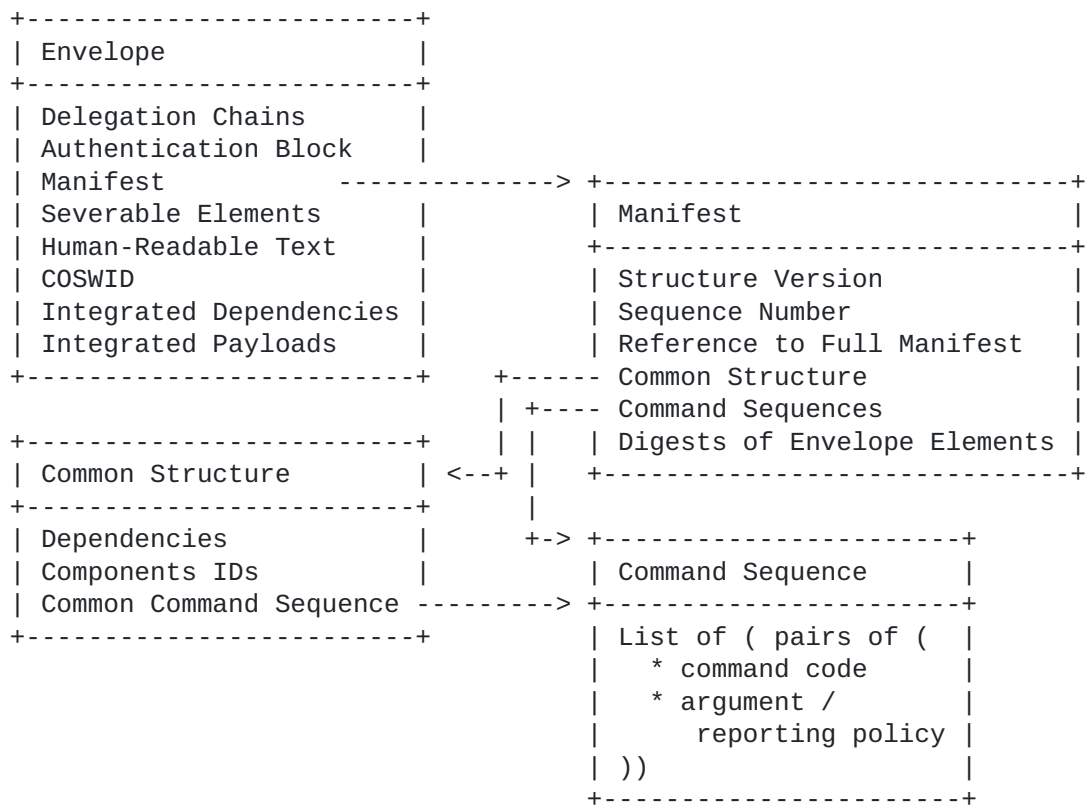 Envelope
Delegation Chains
Authentication Block
Manifest
Severable Elements
Human-Readable Text
COSWID
Integrated Dependencies
Integrated Payloads
Manifest
Structure Version
Sequence Number
Reference to Full Manifest
Common Structure
Command Sequences
Digests of Envelope Elements
Common Structure
Dependencies
Components IDs
Common Command Sequence
Command Sequence
List of ( pairs of (
* command code
* argument /
reporting policy
))